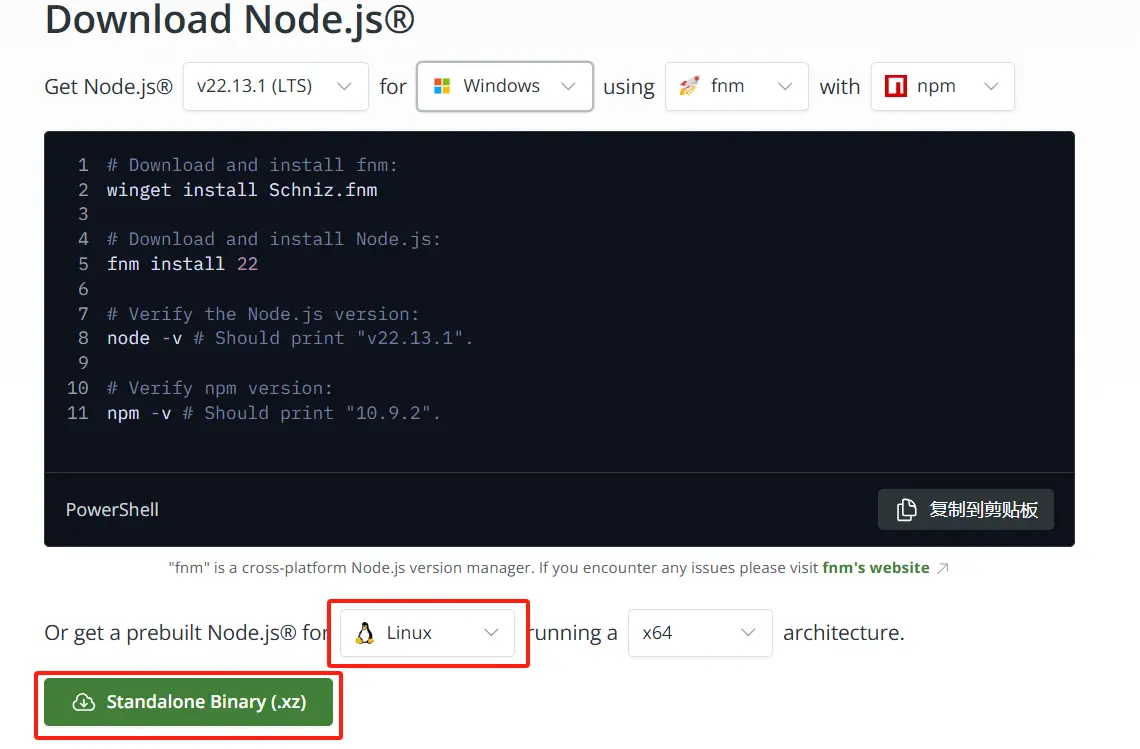 Download Node.js®
Get Node.js® v22.13.1 (LTS) for Windows using fnm with npm
1 # Download and install fnm:
2 winget install Schniz.fnm
3
4 # Download and install Node.js:
5 fnm install 22
6
7 # Verify the Node.js version:
8 node -v # Should print "v22.13.1".
9
10 # Verify npm version:
11 npm -v # Should print "10.9.2".
PowerShell 复制到剪贴板
"fnm" is a cross-platform Node.js version manager. If you encounter any issues please visit fnm's website
Or get a prebuilt Node.js® for Linux running a x64 architecture.
Standalone Binary (.xz)